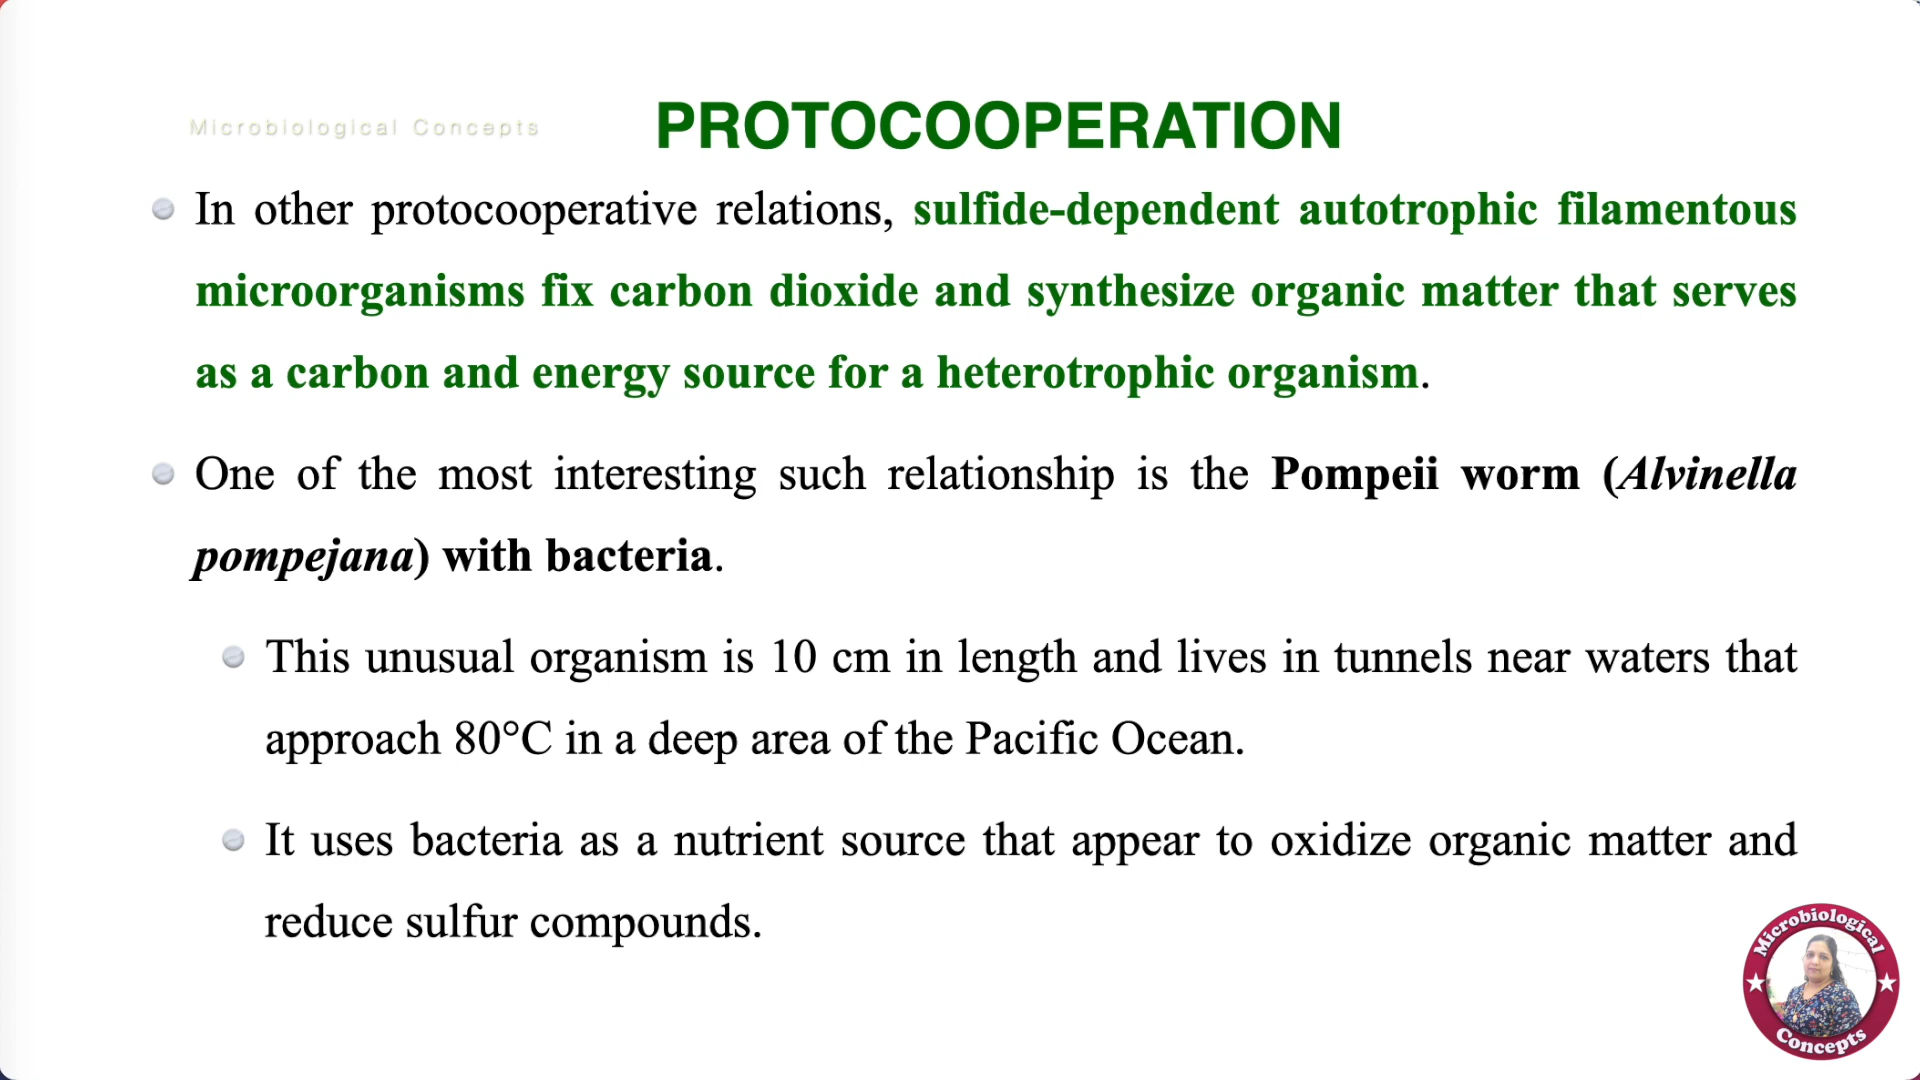 Microbiological Concepts
PROTOCOOPERATION
In other protocooperative relations, sulfide-dependent autotrophic filamentous
microorganisms fix carbon dioxide and synthesize organic matter that serves
as a carbon and energy source for a heterotrophic organism.
One of the most interesting such relationship is the Pompeii worm (Alvinella
pompejana) with bacteria.
This unusual organism is 10 cm in length and lives in tunnels near waters that
approach 80°C in a deep area of the Pacific Ocean.
It uses bacteria as a nutrient source that appear to oxidize organic matter and
reduce sulfur compounds.
Microbiological
Concepts